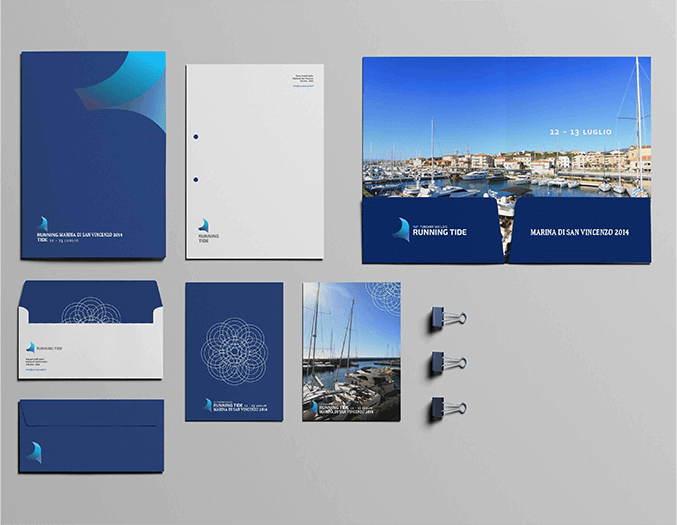 RUNNING MARINA DI SAN VINCENZO 2014
TIDE 12 - 13 LUGLIO
RUNNING
TIDE
12 - 13 LUGLIO
RUNNING TIDE
MARINA DI SAN VINCENZO 2014
RUNNING TIDE
RUNNING TIDE 12 - 13 LUGLIO
MARINA DI SAN VINCENZO 2014
RUNNING TIDE 12 - 13 LUGLIO
MARINA DI SAN VINCENZO 2014